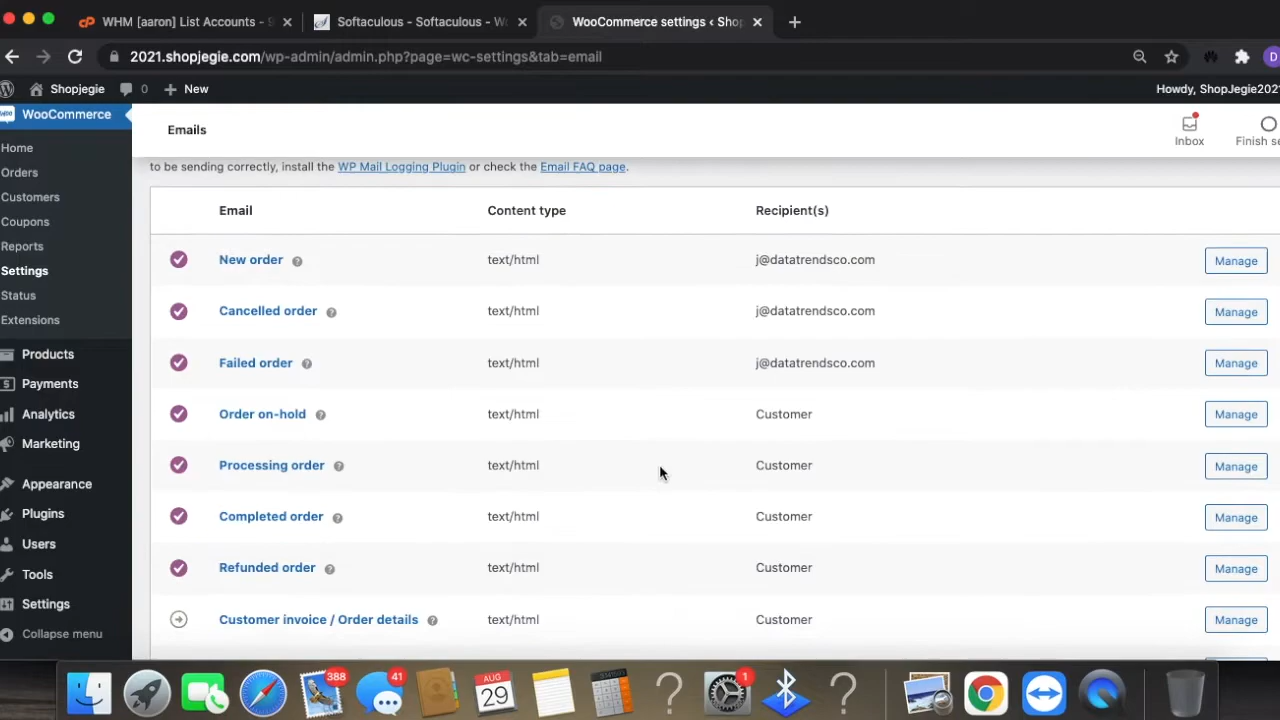 WHM [aaron] List Accounts - S
Softaculous - Softaculous - Wo
WooCommerce settings ‹ Shop
2021.shopjegie.com/wp-admin/admin.php?page=wc-settings&tab=email
Shopjegie
0
New
Howdy, ShopJegie2021
WooCommerce
Home
Orders
Customers
Coupons
Reports
Settings
Status
Extensions
Products
Payments
Analytics
Marketing
Appearance
Plugins
Users
Tools
Settings
Collapse menu
Emails
Inbox
Finish se
to be sending correctly, install the WP Mail Logging Plugin or check the Email FAQ page.
Email Content type Recipient(s)
New order text/html j@datatrendsco.com Manage
Cancelled order text/html j@datatrendsco.com Manage
Failed order text/html j@datatrendsco.com Manage
Order on-hold text/html Customer Manage
Processing order text/html Customer Manage
Completed order text/html Customer Manage
Refunded order text/html Customer Manage
Customer invoice / Order details text/html Customer Manage
388
41
AUG
29
1